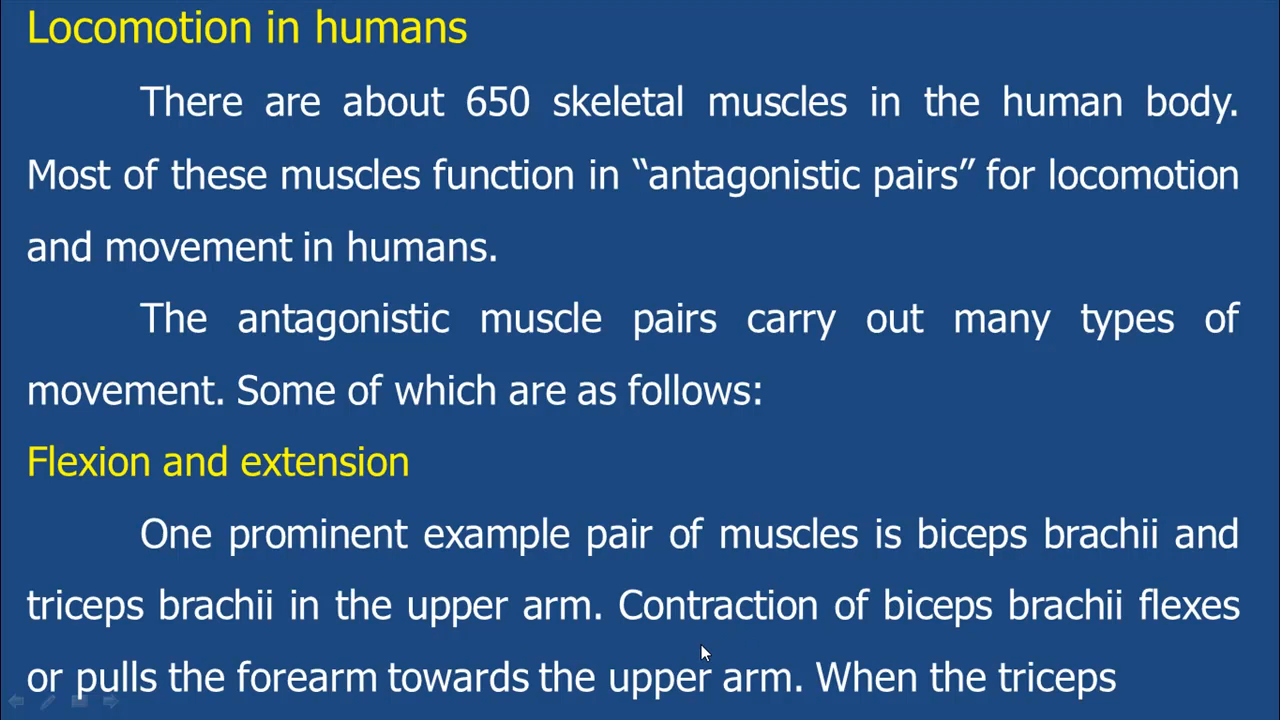 Locomotion in humans
There are about 650 skeletal muscles in the human body.
Most of these muscles function in “antagonistic pairs” for locomotion
and movement in humans.
The antagonistic muscle pairs carry out many types of
movement. Some of which are as follows:
Flexion and extension
One prominent example pair of muscles is biceps brachii and
triceps brachii in the upper arm. Contraction of biceps brachii flexes
or pulls the forearm towards the upper arm. When the triceps